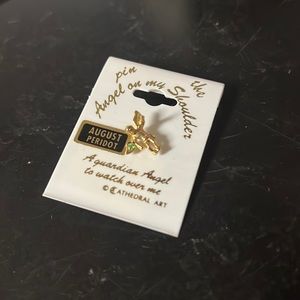 pin the
Angel on my Shoulder
AUGUST
PERIDOT
A guardian Angel
to watch over me
© CATHEDRAL ART